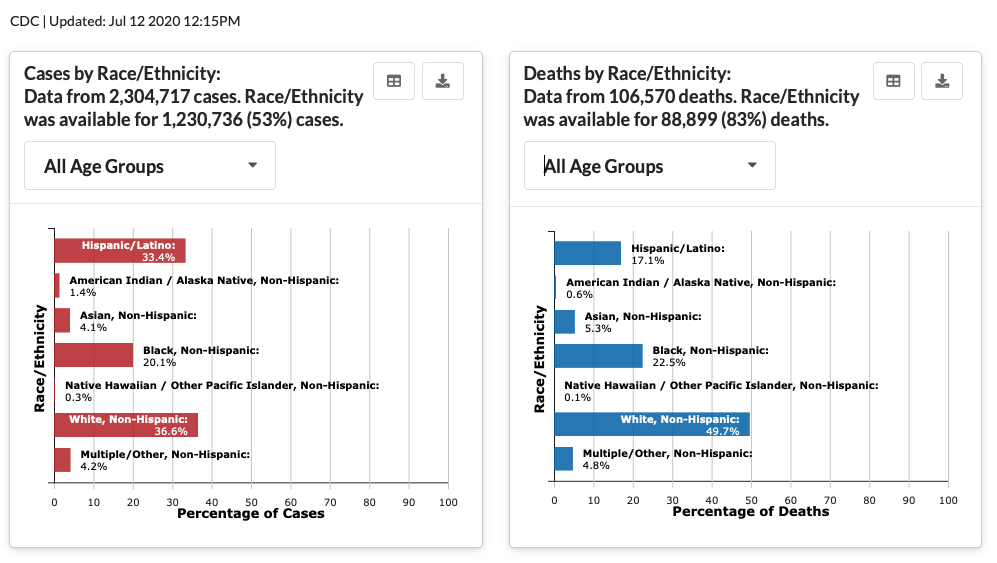 CDC | Updated: Jul 12 2020 12:15PM
Cases by Race/Ethnicity:
Data from 2,304,717 cases. Race/Ethnicity
was available for 1,230,736 (53%) cases.
All Age Groups
Race/Ethnicity
Hispanic/Latino:
33.4%
American Indian / Alaska Native, Non-Hispanic:
1.4%
Asian, Non-Hispanic:
4.1%
Black, Non-Hispanic:
20.1%
Native Hawaiian / Other Pacific Islander, Non-Hispanic:
0.3%
White, Non-Hispanic:
36.6%
Multiple/Other, Non-Hispanic:
4.2%
0 10 20 30 40 50 60 70 80 90 100
Percentage of Cases
Deaths by Race/Ethnicity:
Data from 106,570 deaths. Race/Ethnicity
was available for 88,899 (83%) deaths.
All Age Groups
Race/Ethnicity
Hispanic/Latino:
17.1%
American Indian / Alaska Native, Non-Hispanic:
0.6%
Asian, Non-Hispanic:
5.3%
Black, Non-Hispanic:
22.5%
Native Hawaiian / Other Pacific Islander, Non-Hispanic:
0.1%
White, Non-Hispanic:
49.7%
Multiple/Other, Non-Hispanic:
4.8%
0 10 20 30 40 50 60 70 80 90 100
Percentage of Deaths